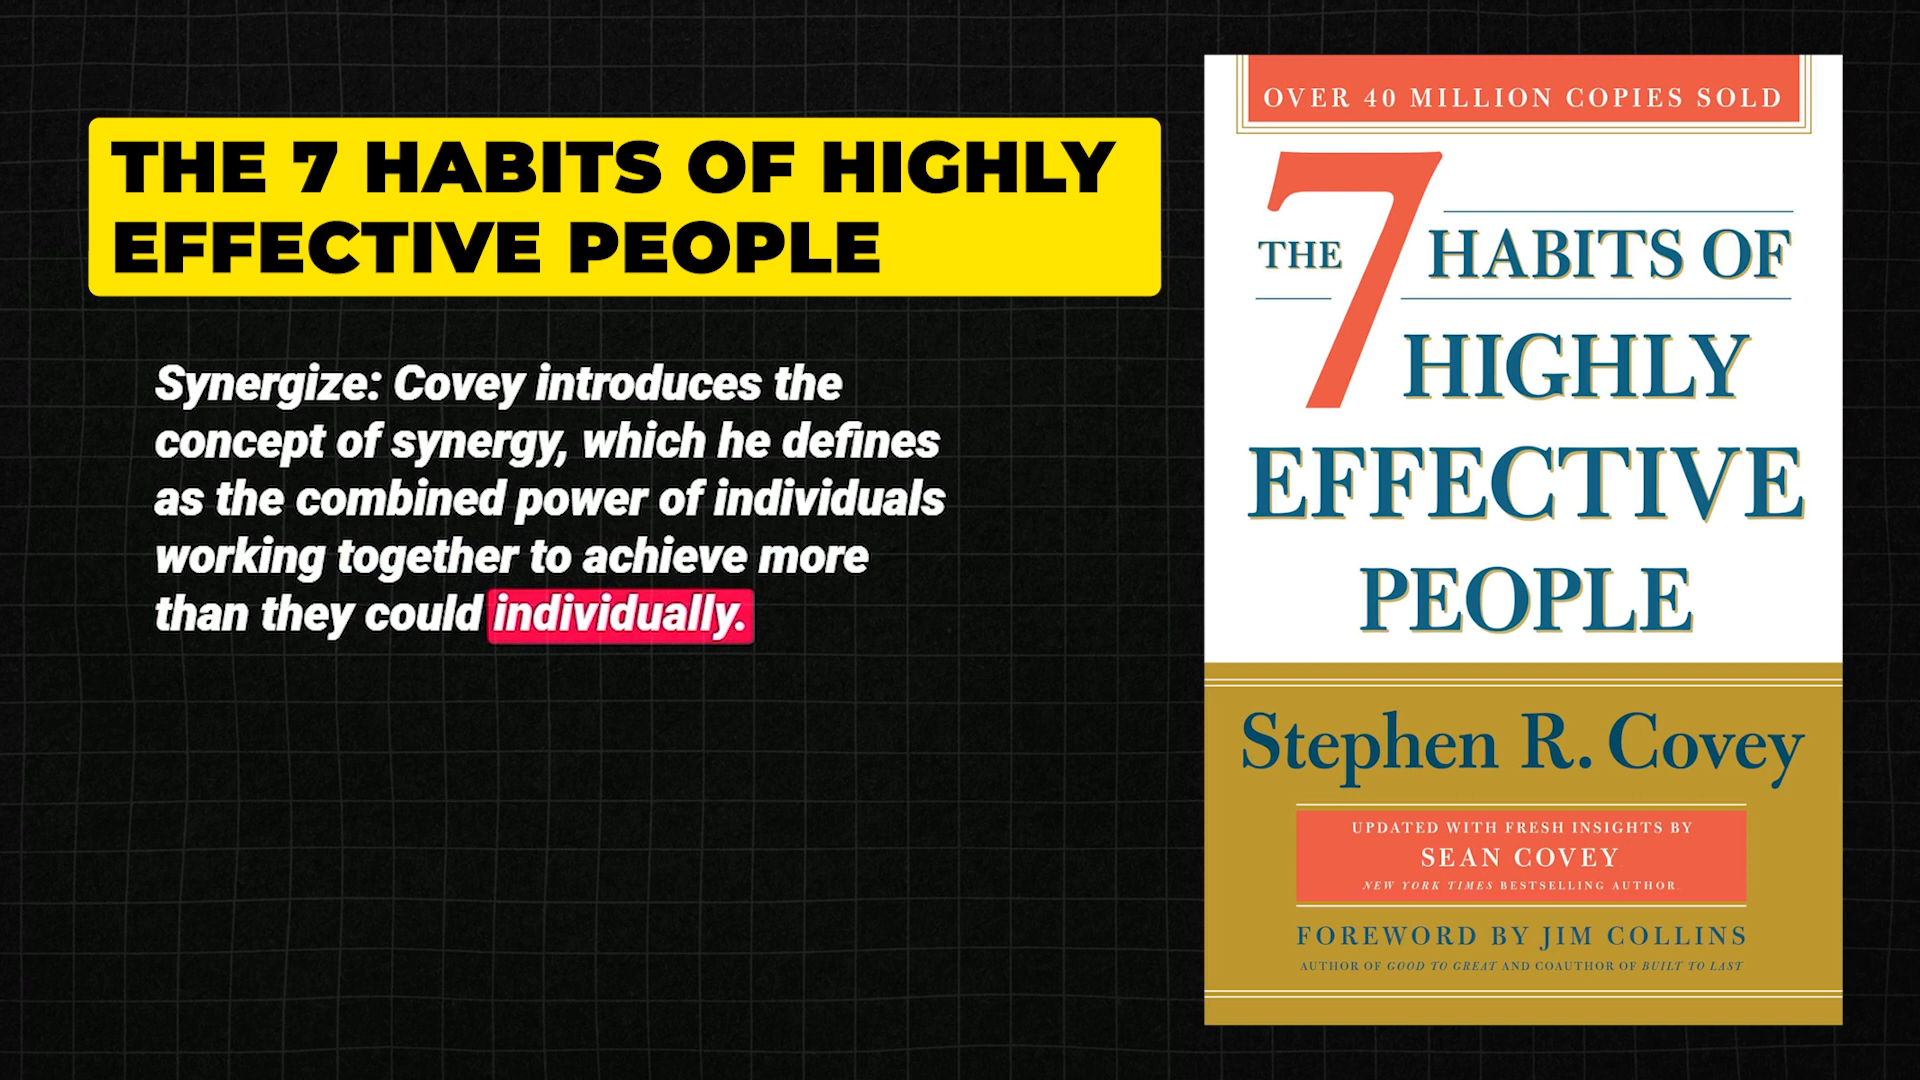 THE 7 HABITS OF HIGHLY
EFFECTIVE PEOPLE
Synergize: Covey introduces the
concept of synergy, which he defines
as the combined power of individuals
working together to achieve more
than they could individually.
OVER 40 MILLION COPIES SOLD
THE 7 HABITS OF
HIGHLY
EFFECTIVE
PEOPLE
Stephen R. Covey
UPDATED WITH FRESH INSIGHTS BY
SEAN COVEY
NEW YORK TIMES BESTSELLING AUTHOR
FOREWORD BY JIM COLLINS
AUTHOR OF GOOD TO GREAT AND COAUTHOR OF BUILT TO LAST